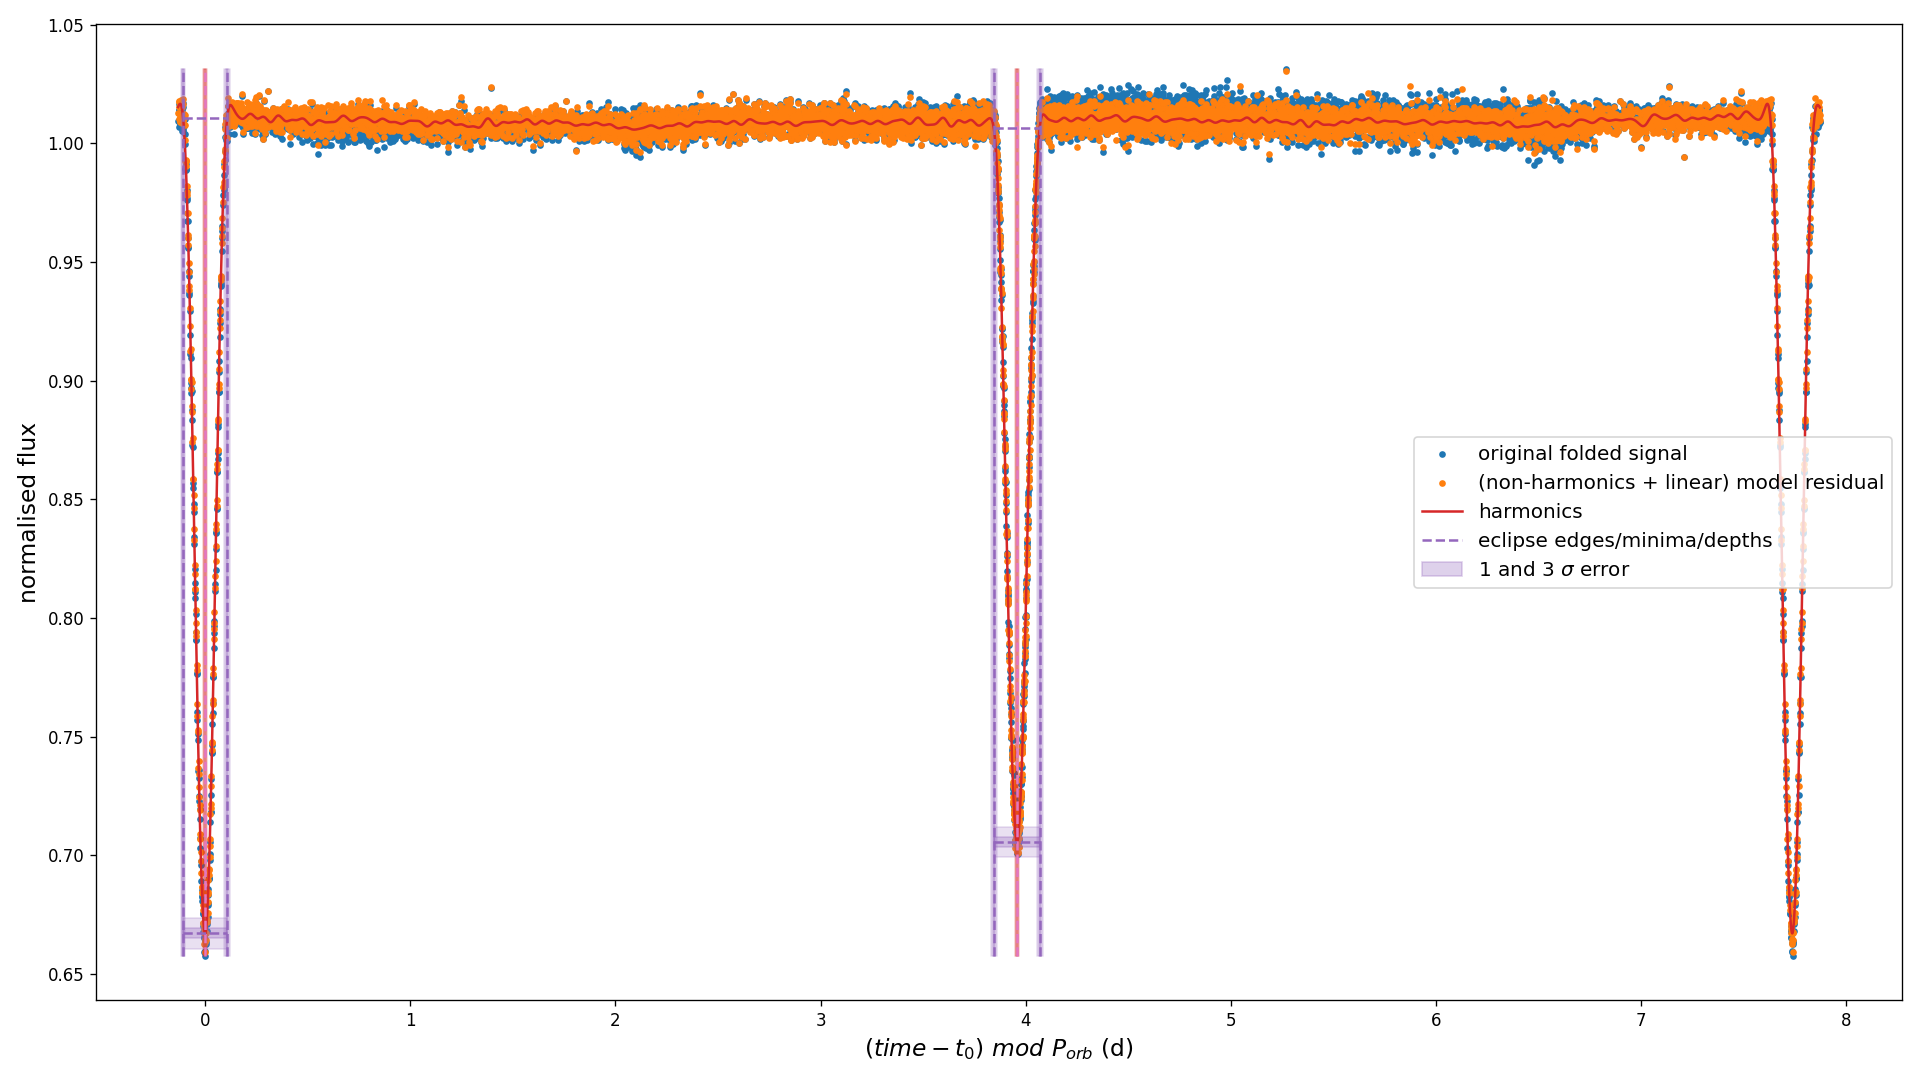 1.05
1.00
0.95
0.90
0.85
0.80
0.75
0.70
0.65
normalised flux
original folded signal
(non-harmonics + linear) model residual
harmonics
eclipse edges/minima/depths
1 and 3 σ error
0 1 2 3 4 5 6 7 8
(time − t₀) mod Pₒᵣb (d)